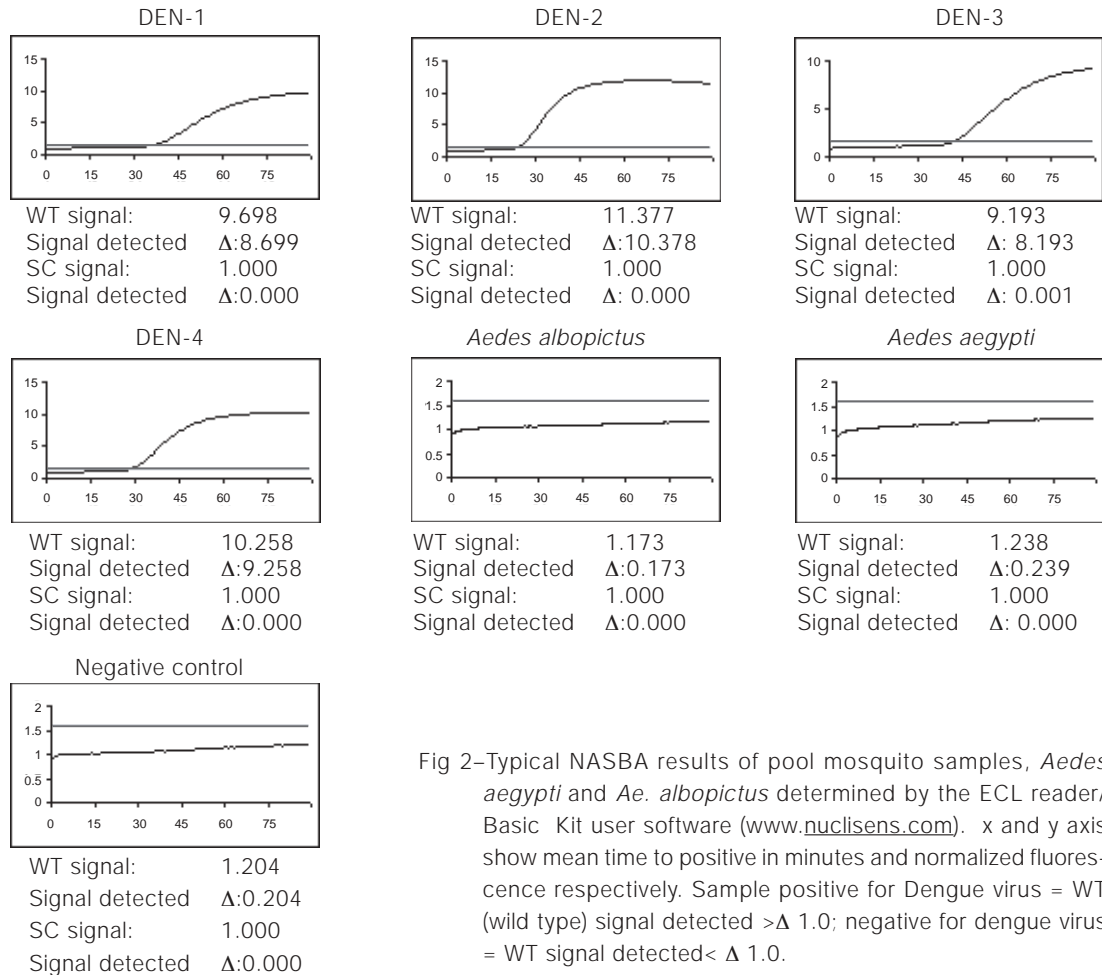 DEN-1
DEN-2
DEN-3
15
10
5
0
0 15 30 45 60 75
15
10
5
0
0 15 30 45 60 75
10
5
0
0 15 30 45 60 75
WT signal: 9.698
Signal detected Δ:8.699
SC signal: 1.000
Signal detected Δ:0.000
WT signal: 11.377
Signal detected Δ:10.378
SC signal: 1.000
Signal detected Δ: 0.000
WT signal: 9.193
Signal detected Δ: 8.193
SC signal: 1.000
Signal detected Δ: 0.001
DEN-4
Aedes albopictus
Aedes aegypti
15
10
5
0
0 15 30 45 60 75
2
1.5
1
0.5
0
0 15 30 45 60 75
2
1.5
1
0.5
0
0 15 30 45 60 75
WT signal: 10.258
Signal detected Δ:9.258
SC signal: 1.000
Signal detected Δ:0.000
WT signal: 1.173
Signal detected Δ:0.173
SC signal: 1.000
Signal detected Δ:0.000
WT signal: 1.238
Signal detected Δ:0.239
SC signal: 1.000
Signal detected Δ: 0.000
Negative control
2
1.5
1
0.5
0
0 15 30 45 60 75
WT signal: 1.204
Signal detected Δ:0.204
SC signal: 1.000
Signal detected Δ:0.000
Fig 2–Typical NASBA results of pool mosquito samples, Aedes
aegypti and Ae. albopictus determined by the ECL reader/
Basic Kit user software (www.nuclisens.com). x and y axis
show mean time to positive in minutes and normalized fluores-
cence respectively. Sample positive for Dengue virus = WT
(wild type) signal detected >Δ 1.0; negative for dengue virus
= WT signal detected< Δ 1.0.